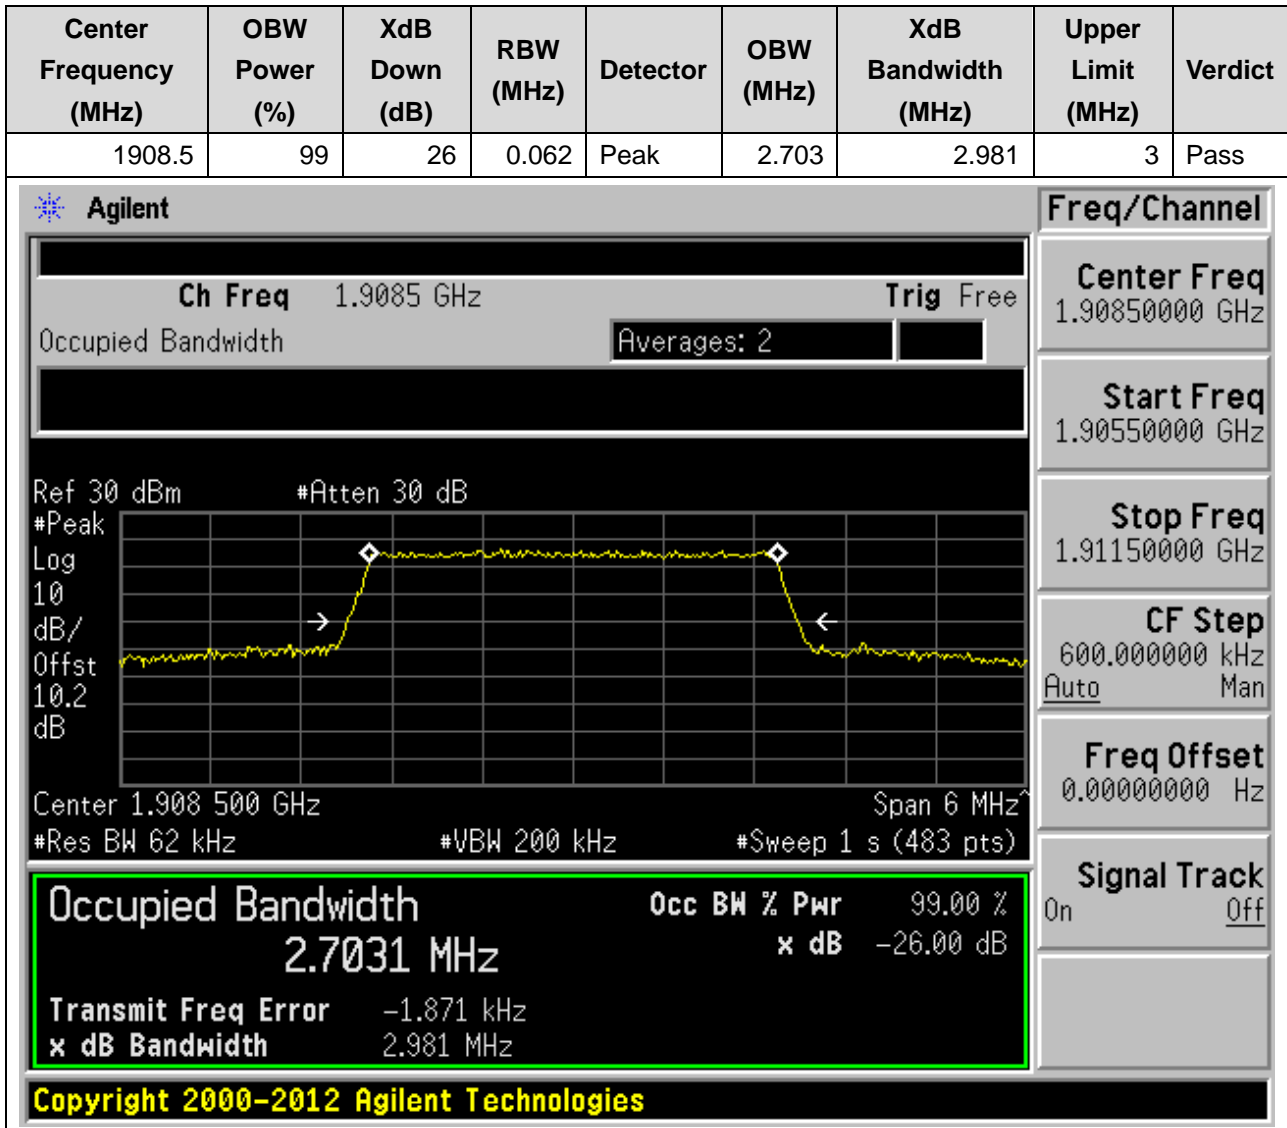 Center Frequency (MHz) OBW Power (%) XdB Down (dB) RBW (MHz) Detector OBW (MHz) XdB Bandwidth (MHz) Upper Limit (MHz) Verdict
1908.5 99 26 0.062 Peak 2.703 2.981 3 Pass
Agilent
Freq/Channel
Ch Freq 1.9085 GHz Trig Free
Occupied Bandwidth Averages: 2
Center Freq
1.90850000 GHz
Start Freq
1.90550000 GHz
Stop Freq
1.91150000 GHz
CF Step
600.000000 kHz
Auto Man
Freq Offset
0.00000000 Hz
Signal Track
On Off
Ref 30 dBm #Atten 30 dB
#Peak
Log
10
dB/
Offst
10.2
dB
Center 1.908 500 GHz Span 6 MHz^
#Res BW 62 kHz #VBW 200 kHz #Sweep 1 s (483 pts)
Occupied Bandwidth Occ BW % Pwr 99.00 %
2.7031 MHz x dB -26.00 dB
Transmit Freq Error -1.871 kHz
x dB Bandwidth 2.981 MHz
Copyright 2000-2012 Agilent Technologies